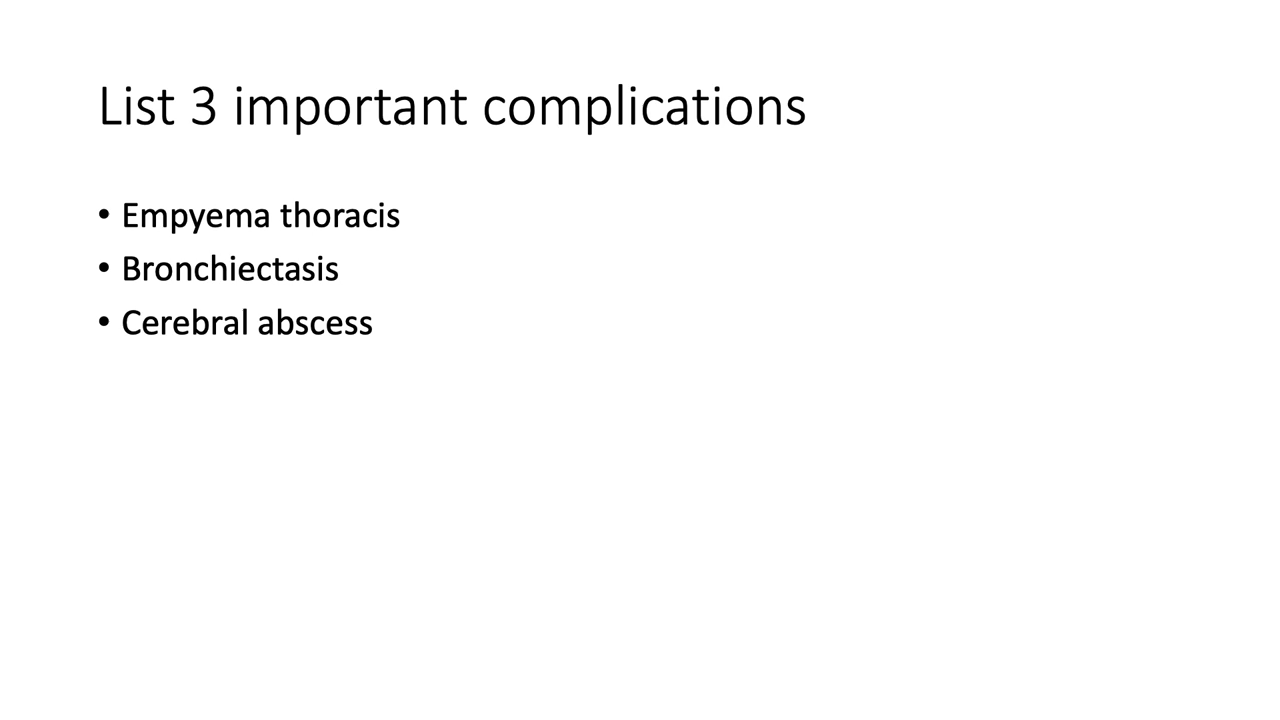 List 3 important complications
• Empyema thoracis
• Bronchiectasis
• Cerebral abscess